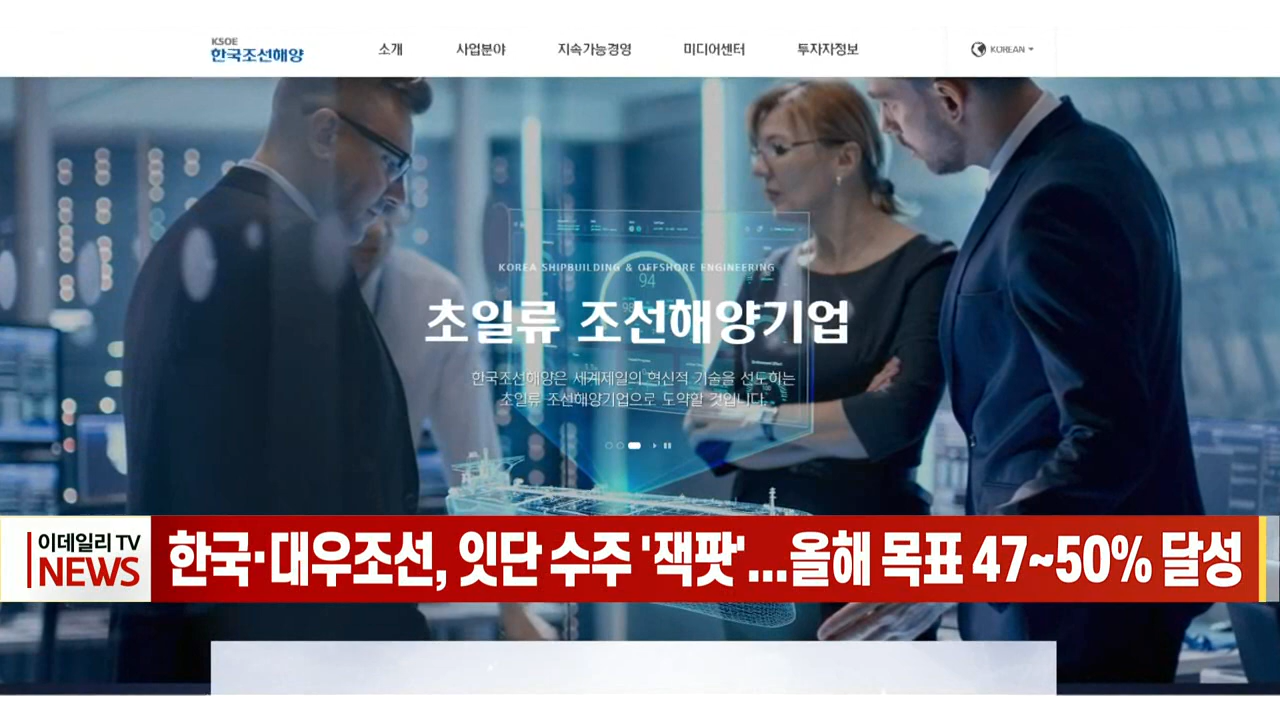 KSOE
한국조선해양
소개 사업분야 지속가능경영 미디어센터 투자자정보
KOREAN
94
KOREA SHIPBUILDING & OFFSHORE ENGINEERING
초일류 조선해양기업
한국조선해양은 세계제일의 혁신적 기술을 선도하는
초일류 조선해양기업으로 도약할 것입니다.
이데일리 TV
NEWS
한국·대우조선, 잇단 수주 '잭팟'...올해 목표 47~50% 달성